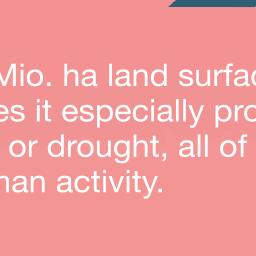 Mio. ha land surfac
es it especially pro
or drought, all of
nan activity.